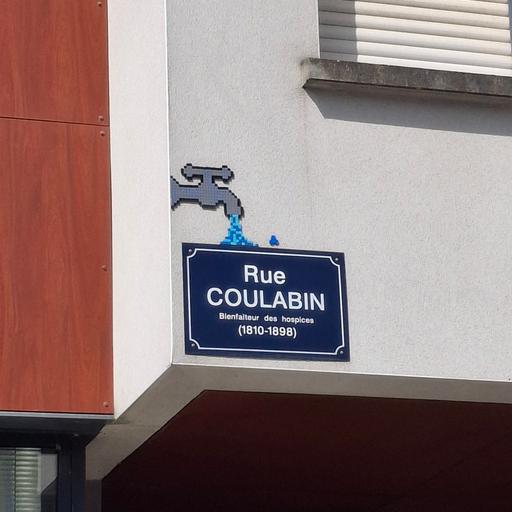 Rue
COULABIN
Bienfaiteur des hospices
(1810-1898)